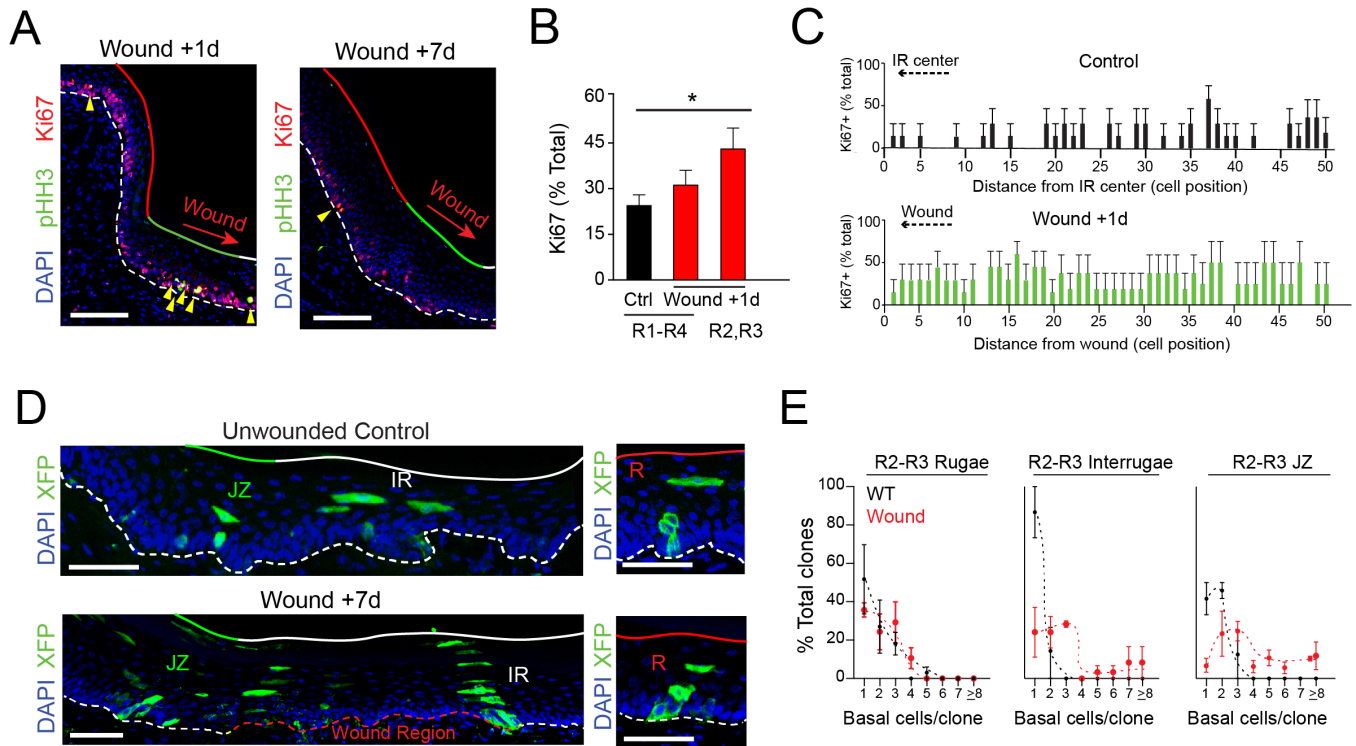 A
Wound +1d
Wound +7d
DAPI pHH3 Ki67
Wound
DAPI pHH3 Ki67
Wound
B
Ki67 (% Total)
60
45
30
15
0
*
Ctrl
Wound +1d
R1-R4
R2,R3
C
IR center
Control
Ki67+ (% total)
100
50
0
0 5 10 15 20 25 30 35 40 45 50
Distance from IR center (cell position)
Wound
Wound +1d
Ki67+ (% total)
100
50
0
0 5 10 15 20 25 30 35 40 45 50
Distance from wound (cell position)
D
Unwounded Control
DAPI XFP
JZ
IR
DAPI XFP
R
Wound +7d
DAPI XFP
JZ
IR
Wound Region
DAPI XFP
R
E
R2-R3 Rugae
R2-R3 Interrugae
R2-R3 JZ
WT
Wound
% Total clones
100
80
60
40
20
0
1 2 3 4 5 6 7 ≥8
1 2 3 4 5 6 7 ≥8
1 2 3 4 5 6 7 ≥8
Basal cells/clone
Basal cells/clone
Basal cells/clone